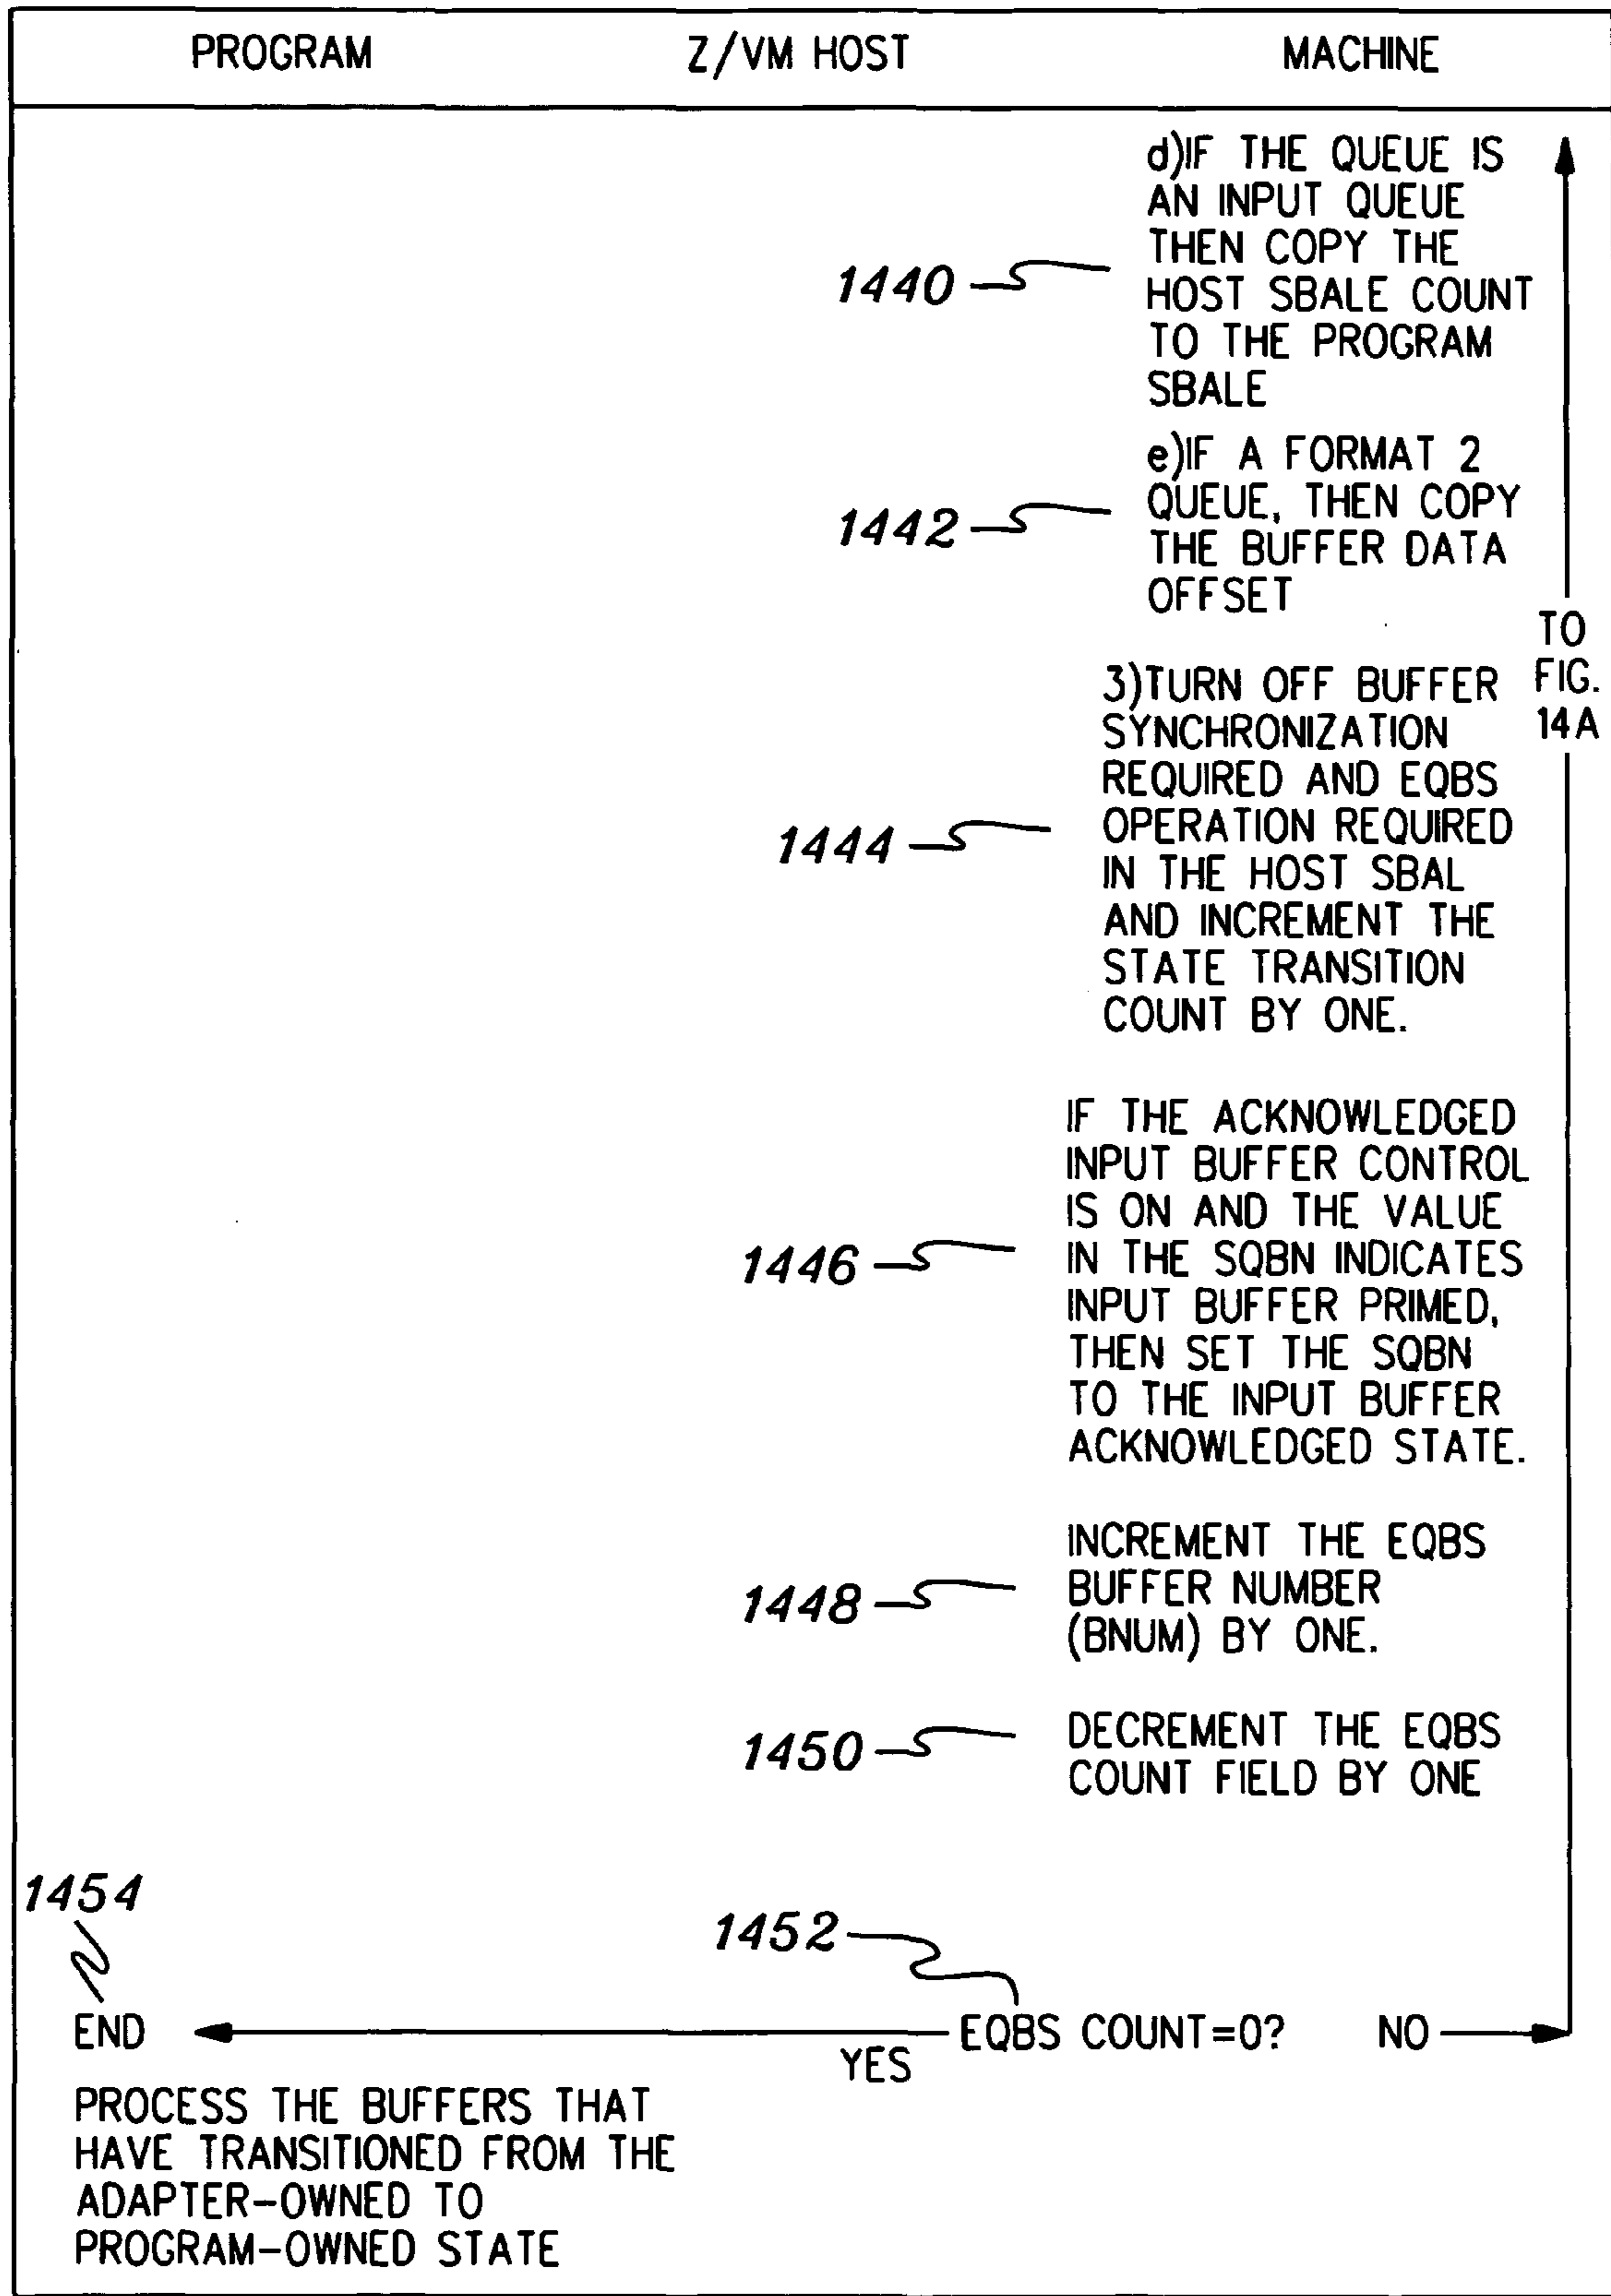 PROGRAM Z/VM HOST MACHINE
d)IF THE QUEUE IS
AN INPUT QUEUE
THEN COPY THE
1440 HOST SBALE COUNT
TO THE PROGRAM
SBALE
e)IF A FORMAT 2
1442 QUEUE, THEN COPY
THE BUFFER DATA
OFFSET
TO
FIG.
14A
3)TURN OFF BUFFER
SYNCHRONIZATION
REQUIRED AND EQBS
1444 OPERATION REQUIRED
IN THE HOST SBAL
AND INCREMENT THE
STATE TRANSITION
COUNT BY ONE.
IF THE ACKNOWLEDGED
INPUT BUFFER CONTROL
IS ON AND THE VALUE
1446 IN THE SQBN INDICATES
INPUT BUFFER PRIMED,
THEN SET THE SQBN
TO THE INPUT BUFFER
ACKNOWLEDGED STATE.
INCREMENT THE EQBS
1448 BUFFER NUMBER
(BNUM) BY ONE.
1450 DECREMENT THE EQBS
COUNT FIELD BY ONE
1454
1452
END YES EQBS COUNT=0? NO
PROCESS THE BUFFERS THAT
HAVE TRANSITIONED FROM THE
ADAPTER-OWNED TO
PROGRAM-OWNED STATE